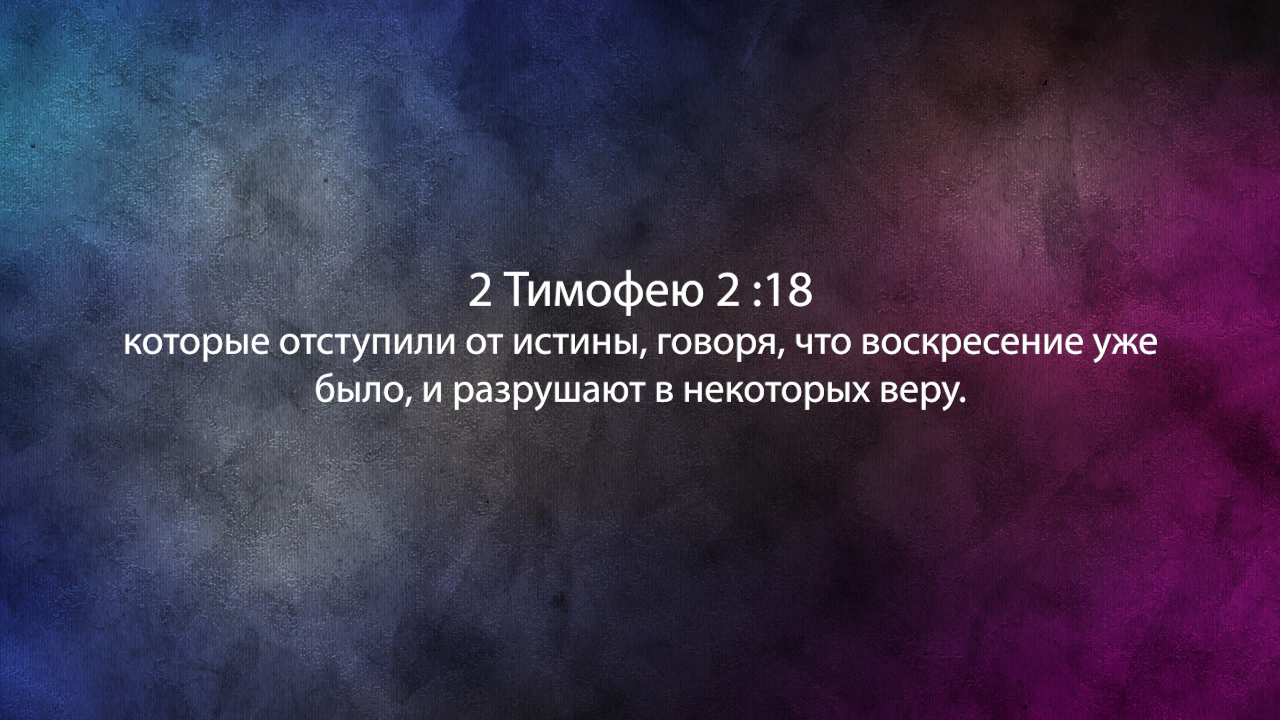 2 Тимофею 2 :18
которые отступили от истины, говоря, что воскресение уже
было, и разрушают в некоторых веру.